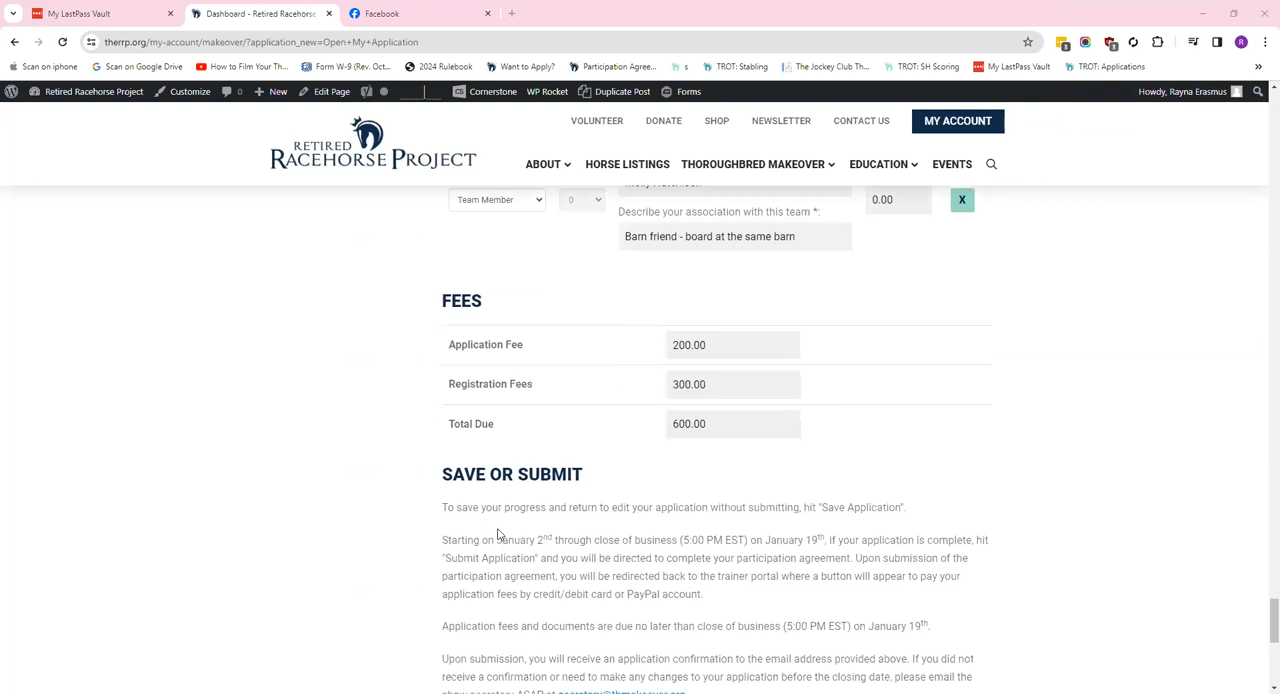 My LastPass Vault
Dashboard - Retired Racehorse
Facebook
therrp.org/my-account/makeover/?application_new=Open+My+Application
Scan on iphone
Scan on Google Drive
How to Film Your Th...
Form W-9 (Rev. Oct...
2024 Rulebook
Want to Apply?
Participation Agree...
s
TROT: Stabling
The Jockey Club Th...
TROT: SH Scoring
My LastPass Vault
TROT: Applications
»
Retired Racehorse Project
Customize
0
+ New
Edit Page
CS Cornerstone
WP Rocket
Duplicate Post
Forms
Howdy, Rayna Erasmus
VOLUNTEER
DONATE
SHOP
NEWSLETTER
CONTACT US
MY ACCOUNT
RETIRED
RACEHORSE PROJECT
ABOUT
HORSE LISTINGS
THOROUGHBRED MAKEOVER
EDUCATION
EVENTS
Team Member
0
0.00
X
Describe your association with this team *:
Barn friend - board at the same barn
FEES
Application Fee 200.00
Registration Fees 300.00
Total Due 600.00
SAVE OR SUBMIT
To save your progress and return to edit your application without submitting, hit "Save Application".
Starting on January 2nd through close of business (5:00 PM EST) on January 19th, if your application is complete, hit
"Submit Application" and you will be directed to complete your participation agreement. Upon submission of the
participation agreement, you will be redirected back to the trainer portal where a button will appear to pay your
application fees by credit/debit card or PayPal account.
Application fees and documents are due no later than close of business (5:00 PM EST) on January 19th.
Upon submission, you will receive an application confirmation to the email address provided above. If you did not
receive a confirmation or need to make any changes to your application before the closing date, please email the